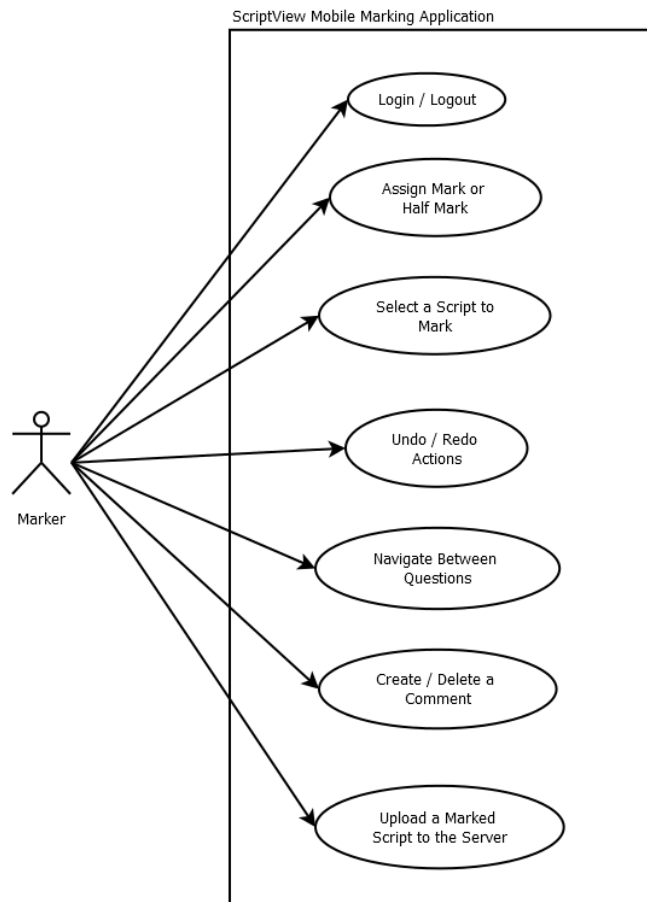 ScriptView Mobile Marking Application
Login / Logout
Assign Mark or
Half Mark
Select a Script to
Mark
Undo / Redo
Actions
Marker
Navigate Between
Questions
Create / Delete a
Comment
Upload a Marked
Script to the Server